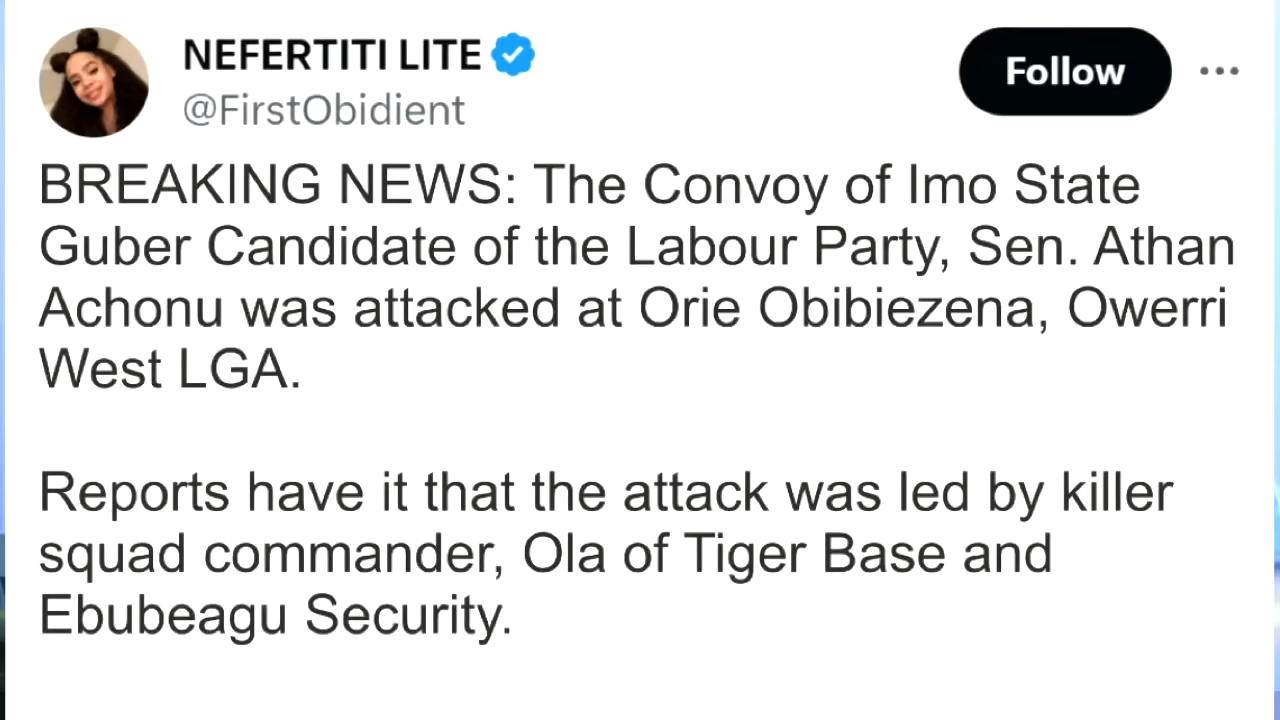 NEFERTITI LITE
Follow
@FirstObidient
BREAKING NEWS: The Convoy of Imo State
Guber Candidate of the Labour Party, Sen. Athan
Achonu was attacked at Orie Obibiezena, Owerri
West LGA.
Reports have it that the attack was led by killer
squad commander, Ola of Tiger Base and
Ebubeagu Security.